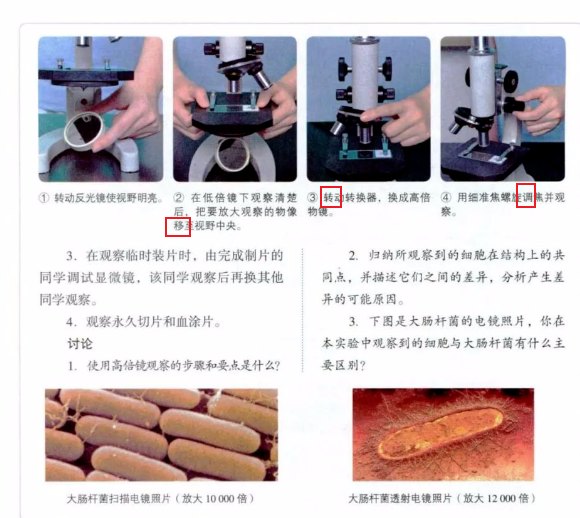 ① 转动反光镜使视野明亮。
② 在低倍镜下观察清楚
后，把要放大观察的物像
移至视野中央。
③ 转动转换器，换成高倍
物镜。
④ 用细准焦螺旋调焦并观
察。
3. 在观察临时装片时，由完成制片的
同学调试显微镜，该同学观察后再换其他
同学观察。
4. 观察永久切片和血涂片。
讨论
1. 使用高倍镜观察的步骤和要点是什么？
2. 归纳所观察到的细胞在结构上的共
同点，并描述它们之间的差异，分析产生差
异的可能原因。
3. 下图是大肠杆菌的电镜照片，你在
本实验中观察到的细胞与大肠杆菌有什么主
要区别？
大肠杆菌扫描电镜照片（放大 10 000 倍）
大肠杆菌透射电镜照片（放大 12 000 倍）